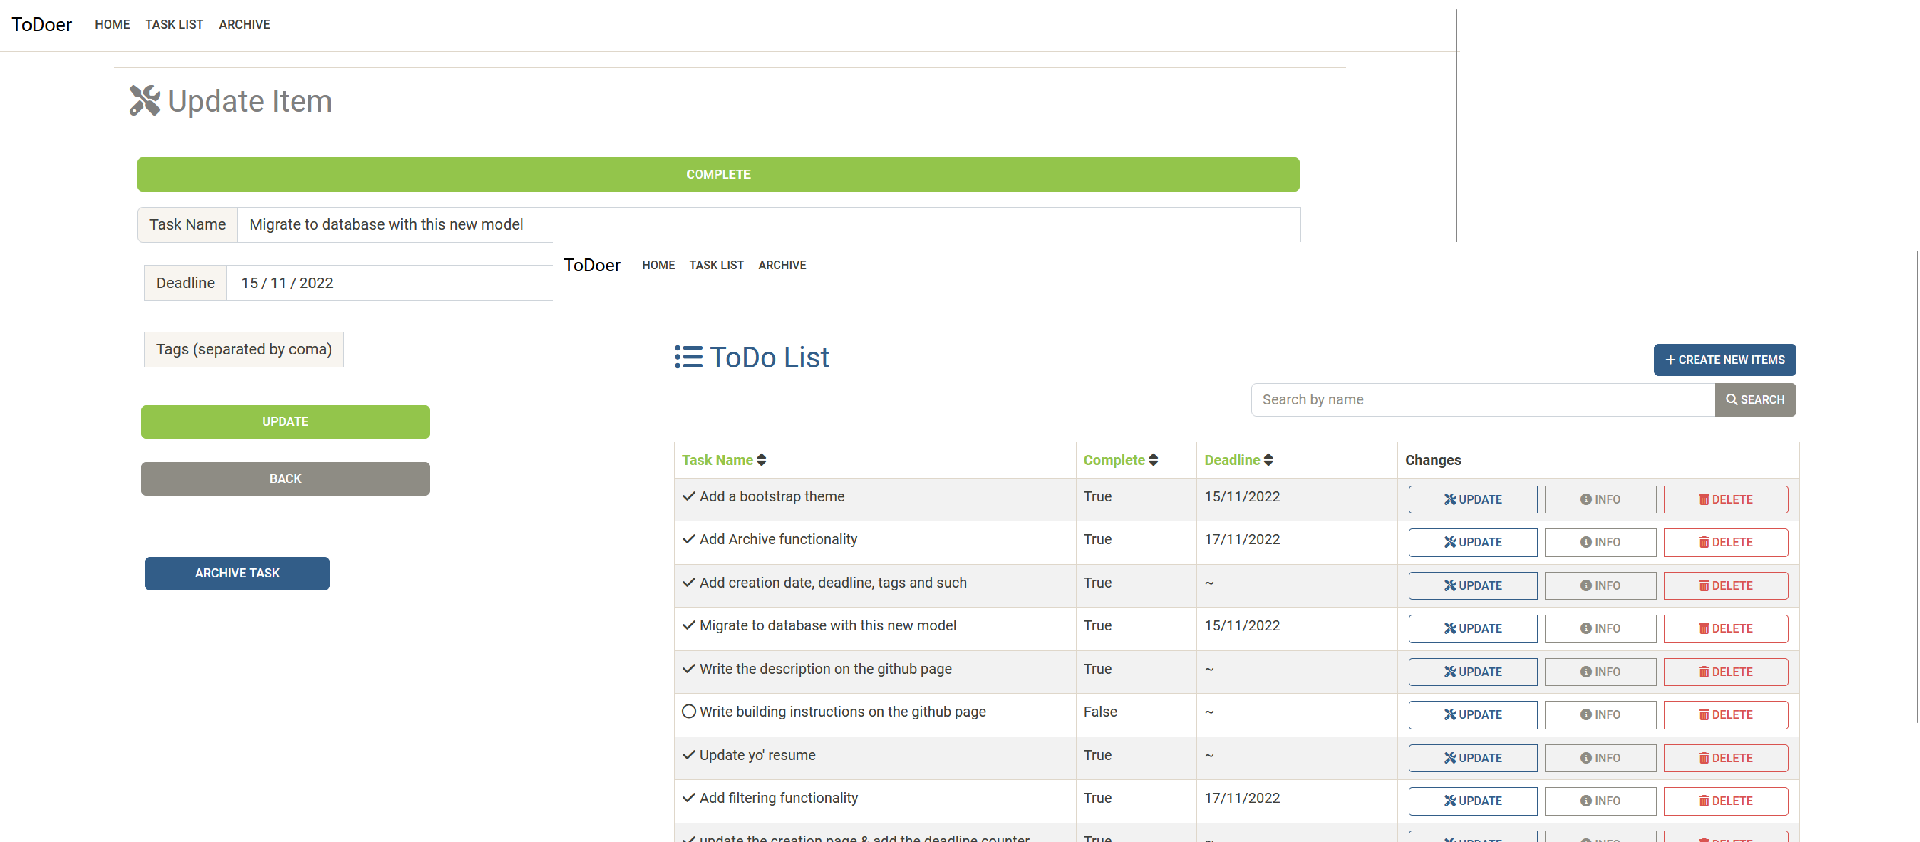 ToDoer HOME TASK LIST ARCHIVE
Update Item
COMPLETE
Task Name Migrate to database with this new model
Deadline 15 / 11 / 2022
Tags (separated by coma)
UPDATE
BACK
ARCHIVE TASK
ToDoer HOME TASK LIST ARCHIVE
ToDo List
+ CREATE NEW ITEMS
Search by name SEARCH
Task Name Complete Deadline Changes
Add a bootstrap theme True 15/11/2022 UPDATE INFO DELETE
Add Archive functionality True 17/11/2022 UPDATE INFO DELETE
Add creation date, deadline, tags and such True ~ UPDATE INFO DELETE
Migrate to database with this new model True 15/11/2022 UPDATE INFO DELETE
Write the description on the github page True ~ UPDATE INFO DELETE
Write building instructions on the github page False ~ UPDATE INFO DELETE
Update yo' resume True ~ UPDATE INFO DELETE
Add filtering functionality True 17/11/2022 UPDATE INFO DELETE
update the creation page & add the deadline counter True ~ UPDATE INFO DELETE